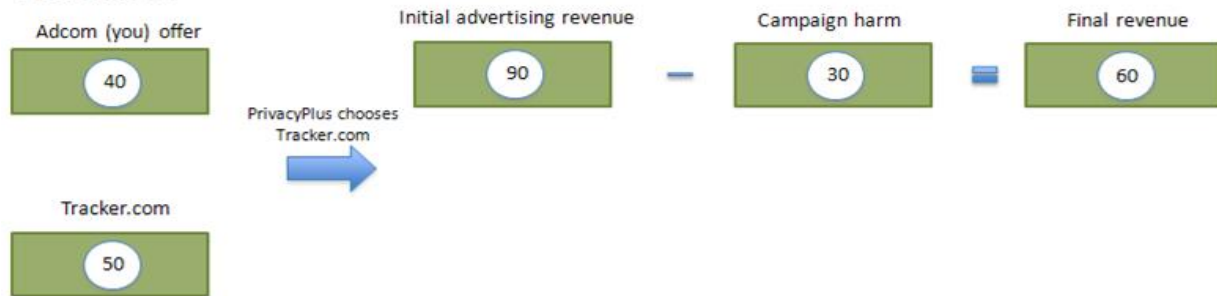 Adcom (you) offer
40
Initial advertising revenue
90
Campaign harm
30
Final revenue
60
PrivacyPlus chooses
Tracker.com
Tracker.com
50